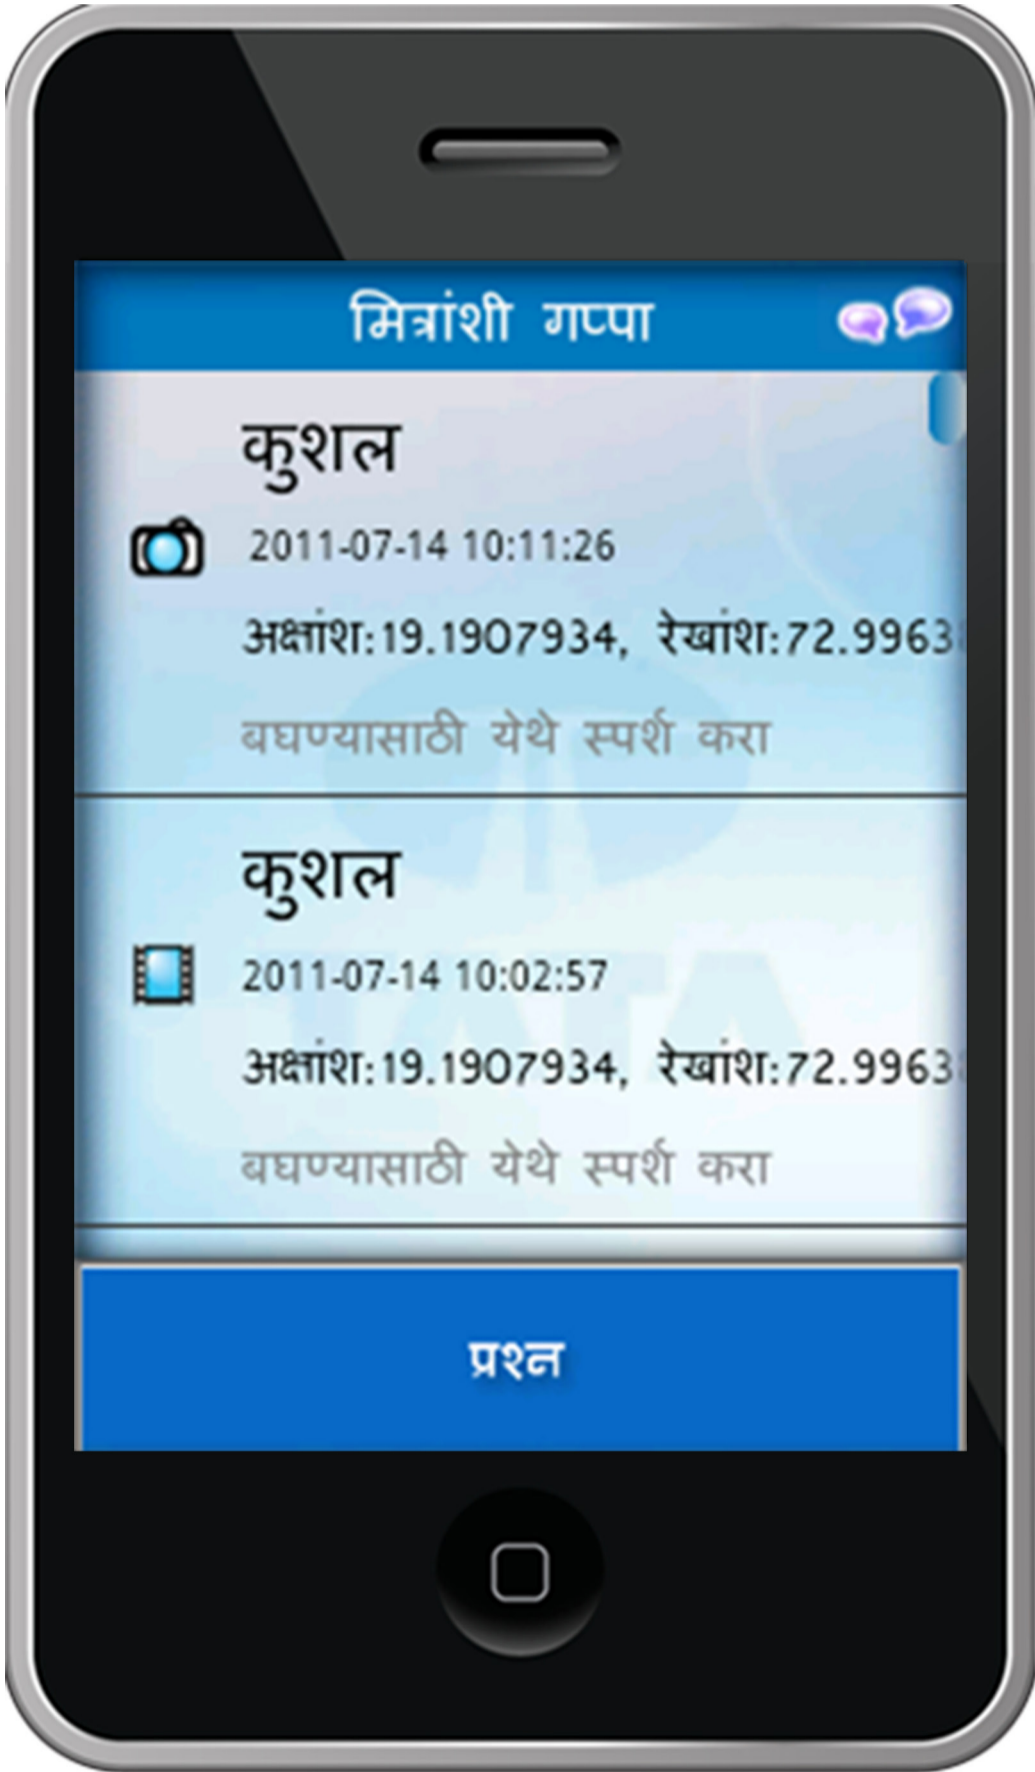 मित्रांशी गप्पा
कुशल
2011-07-14 10:11:26
अक्षांश:19.1907934, रेखांश:72.9963
बघण्यासाठी येथे स्पर्श करा
कुशल
2011-07-14 10:02:57
अक्षांश:19.1907934, रेखांश:72.9963
बघण्यासाठी येथे स्पर्श करा
TATA
प्रश्न